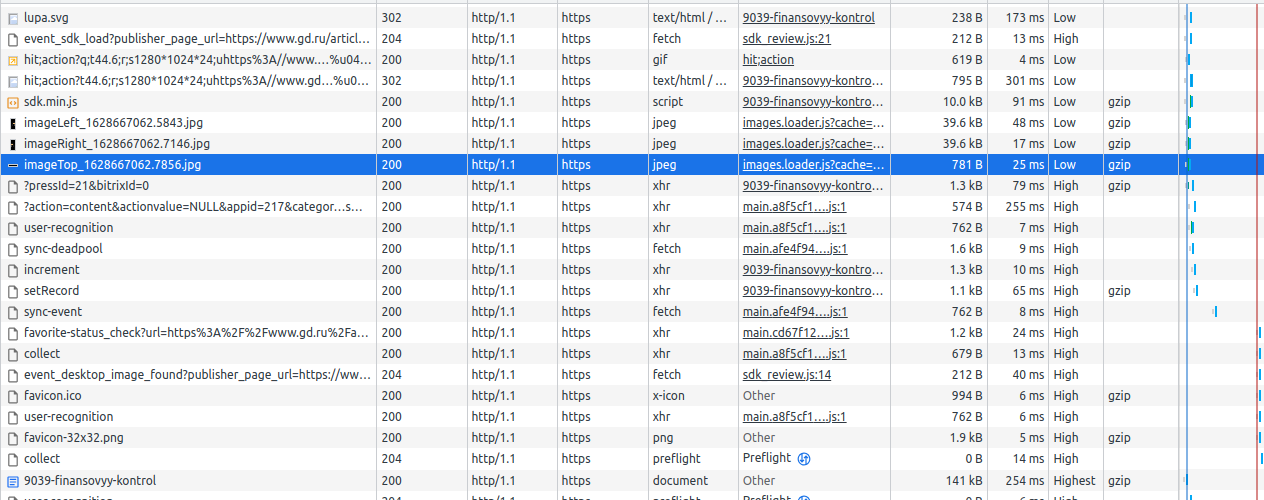 lupa.svg 302 http/1.1 https text/html / ... 9039-finansovyy-kontrol 238 B 173 ms Low
event_sdk_load?publisher_page_url=https://www.gd.ru/articl... 204 http/1.1 https fetch sdk_review.js:21 212 B 13 ms High
hit;action?q;t44.6;r;s1280*1024*24;uhttps%3A//www....%u04... 200 http/1.1 https gif hit;action 619 B 4 ms Low
hit;action?t44.6;r;s1280*1024*24;uhttps%3A//www.gd...%u0... 302 http/1.1 https text/html / ... 9039-finansovyy-kontro... 795 B 301 ms Low
sdk.min.js 200 http/1.1 https script 9039-finansovyy-kontro... 10.0 kB 91 ms Low gzip
imageLeft_1628667062.5843.jpg 200 http/1.1 https jpeg images.loader.js?cache=... 39.6 kB 48 ms Low gzip
imageRight_1628667062.7146.jpg 200 http/1.1 https jpeg images.loader.js?cache=... 39.6 kB 17 ms Low gzip
imageTop_1628667062.7856.jpg 200 http/1.1 https jpeg images.loader.js?cache=... 781 B 25 ms Low gzip
?pressId=21&bitrixId=0 200 http/1.1 https xhr 9039-finansovyy-kontro... 1.3 kB 79 ms High gzip
?action=content&actionvalue=NULL&appid=217&categor...s... 200 http/1.1 https xhr main.a8f5cf1....js:1 574 B 255 ms High
user-recognition 200 http/1.1 https xhr main.a8f5cf1....js:1 762 B 7 ms High
sync-deadpool 200 http/1.1 https fetch main.afe4f94....js:1 1.6 kB 9 ms High
increment 200 http/1.1 https xhr 9039-finansovyy-kontro... 1.3 kB 10 ms High
setRecord 200 http/1.1 https xhr 9039-finansovyy-kontro... 1.1 kB 65 ms High gzip
sync-event 200 http/1.1 https fetch main.afe4f94....js:1 762 B 8 ms High
favorite-status_check?url=https%3A%2F%2Fwww.gd.ru%2Fa... 200 http/1.1 https xhr main.cd67f12....js:1 1.2 kB 24 ms High
collect 200 http/1.1 https xhr main.a8f5cf1....js:1 679 B 13 ms High
event_desktop_image_found?publisher_page_url=https://ww... 204 http/1.1 https fetch sdk_review.js:14 212 B 40 ms High
favicon.ico 200 http/1.1 https x-icon Other 994 B 6 ms High gzip
user-recognition 200 http/1.1 https xhr main.a8f5cf1....js:1 762 B 6 ms High
favicon-32x32.png 200 http/1.1 https png Other 1.9 kB 5 ms High gzip
collect 204 http/1.1 https preflight Preflight 0 B 14 ms High
9039-finansovyy-kontrol 200 http/1.1 https document Other 141 kB 254 ms Highest gzip